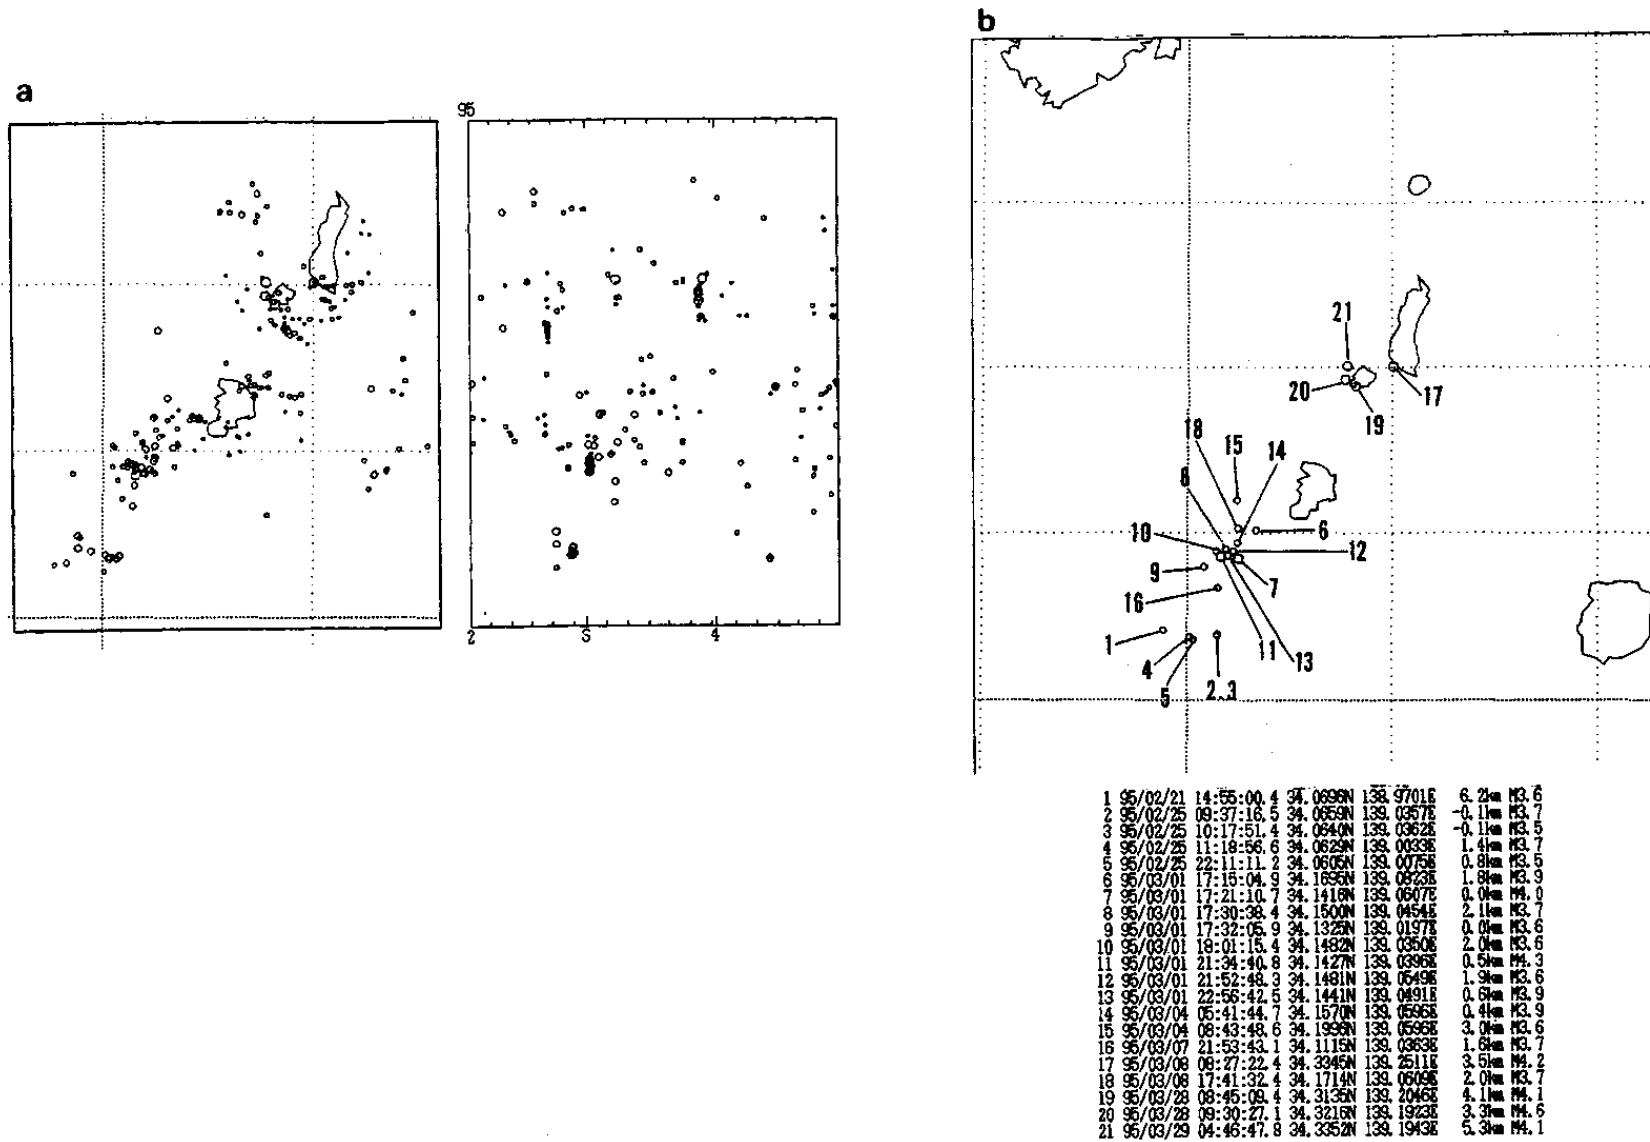 a
95
2 3 4
b
21
20
19
17
18
15
14
8
6
10
12
9
7
16
1
11
13
4
5
2.3
1 95/02/21 14:55:00.4 34.0696N 138.9701E 6.2km M3.6
2 95/02/25 09:37:16.5 34.0659N 139.0357E -0.1km M3.7
3 95/02/25 10:17:51.4 34.0640N 139.0362E -0.1km M3.5
4 95/02/25 11:18:56.6 34.0629N 139.0033E 1.4km M3.7
5 95/02/25 22:11:11.2 34.0605N 139.0075E 0.8km M3.5
6 95/03/01 17:15:04.9 34.1695N 139.0823E 1.8km M3.9
7 95/03/01 17:21:10.7 34.1416N 139.0607E 0.0km M4.0
8 95/03/01 17:30:38.4 34.1500N 139.0454E 2.1km M3.7
9 95/03/01 17:32:05.9 34.1325N 139.0197E 0.0km M3.6
10 95/03/01 18:01:15.4 34.1482N 139.0350E 2.0km M3.6
11 95/03/01 21:34:40.8 34.1427N 139.0396E 0.5km M4.3
12 95/03/01 21:52:48.3 34.1481N 139.0549E 1.9km M3.6
13 95/03/01 22:56:42.5 34.1441N 139.0491E 0.6km M3.9
14 95/03/04 05:41:44.7 34.1570N 139.0596E 0.4km M3.9
15 95/03/04 08:43:48.6 34.1996N 139.0596E 3.0km M3.6
16 95/03/07 21:53:43.1 34.1115N 139.0363E 1.6km M3.7
17 95/03/08 08:27:22.4 34.3345N 139.2511E 3.5km M4.2
18 95/03/08 17:41:32.4 34.1714N 139.0609E 2.0km M3.7
19 95/03/28 08:45:09.4 34.3135N 139.2046E 4.1km M4.1
20 95/03/28 09:30:27.1 34.3216N 139.1923E 3.3km M4.6
21 95/03/29 04:46:47.8 34.3352N 139.1943E 5.3km M4.1